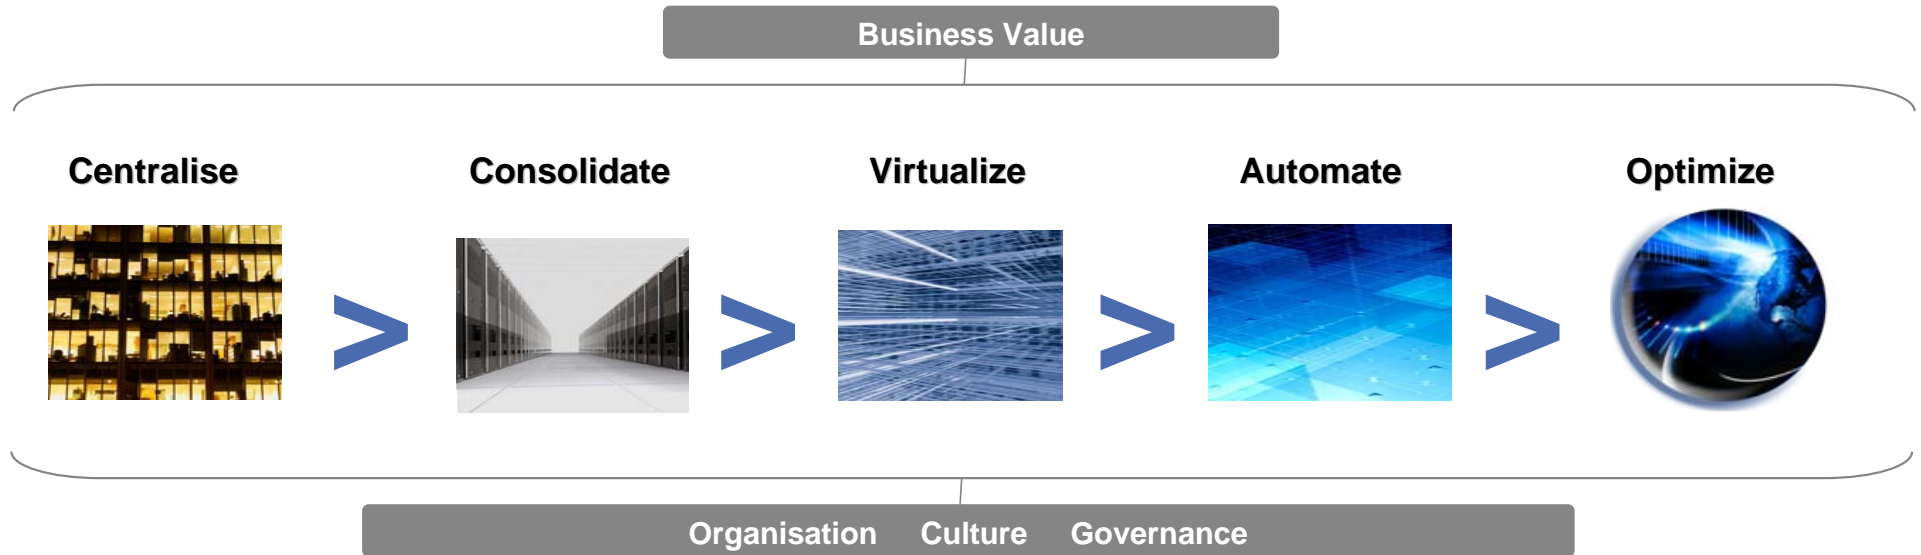 Business Value
Centralise Consolidate Virtualize Automate Optimize
> > > >
Organisation Culture Governance